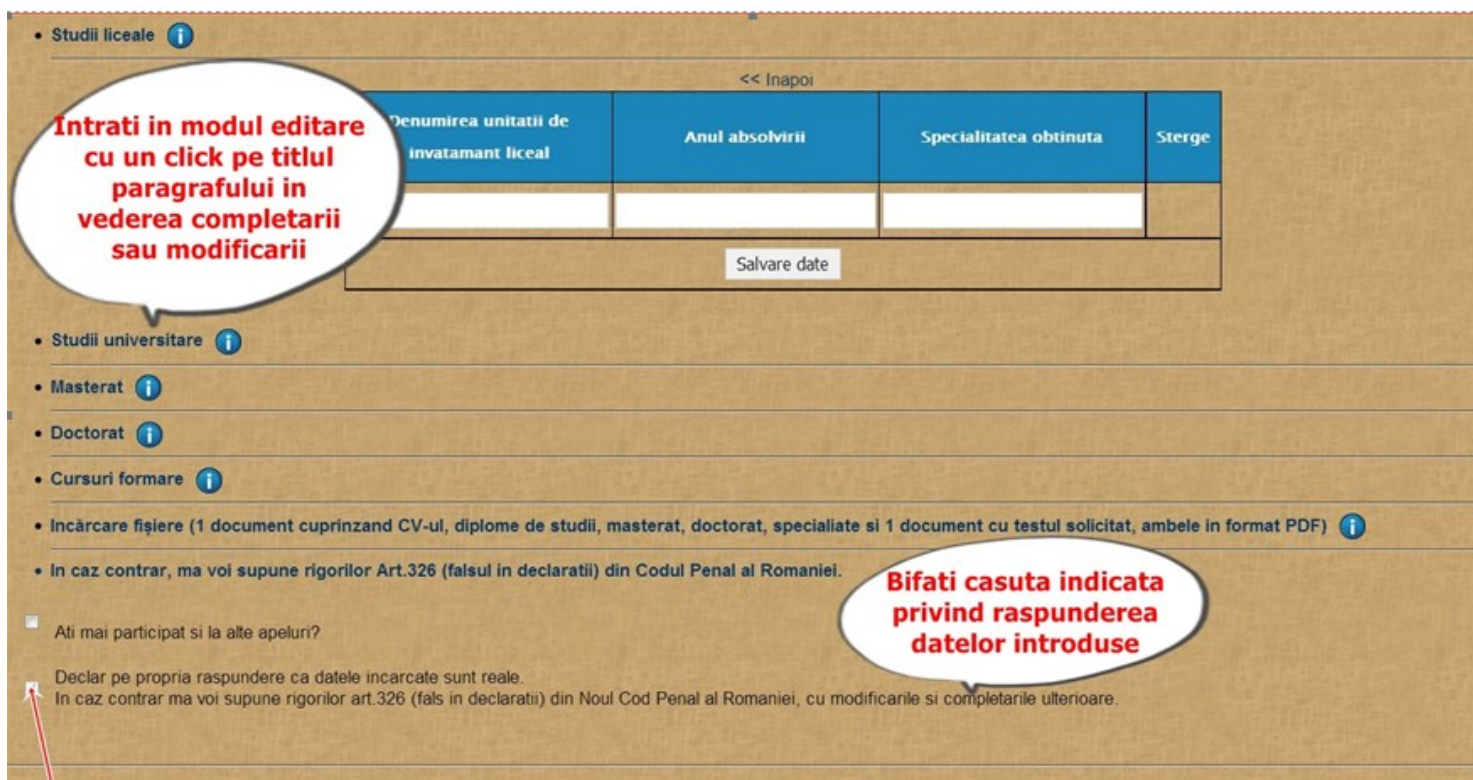 Studii liceale
<< Inapoi
Intrati in modul editare
cu un click pe titlul
paragrafului in
vederea completarii
sau modificarii
Denumirea unitatii de
invatamant liceal
Anul absolvirii
Specialitatea obtinuta
Sterge
Salvare date
Studii universitare
Masterat
Doctorat
Cursuri formare
Incărcare fișiere (1 document cuprinzand CV-ul, diplome de studii, masterat, doctorat, specialiate si 1 document cu testul solicitat, ambele in format PDF)
In caz contrar, ma voi supune rigorilor Art.326 (falsul in declaratii) din Codul Penal al Romaniei.
Bifati casuta indicata
privind raspunderea
datelor introduse
Ati mai participat si la alte apeluri?
Declar pe propria raspundere ca datele incarcate sunt reale.
In caz contrar ma voi supune rigorilor art.326 (fals in declaratii) din Noul Cod Penal al Romaniei, cu modificarile si completarile ulterioare.